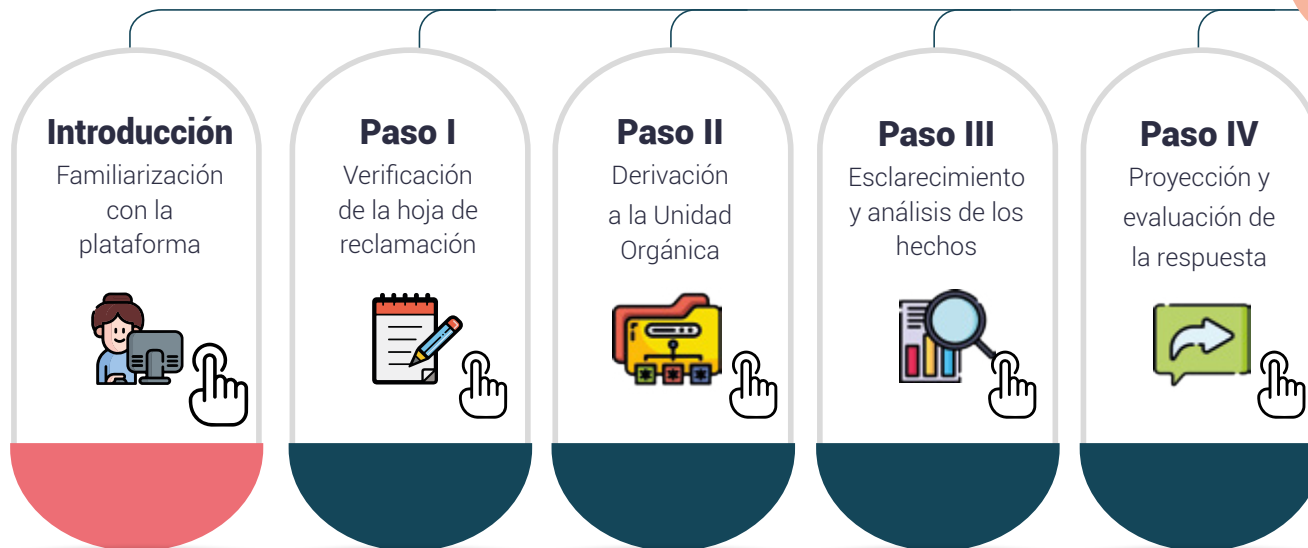 Introducción
Familiarización
con la
plataforma
Paso I
Verificación
de la hoja de
reclamación
Paso II
Derivación
a la Unidad
Orgánica
Paso III
Esclarecimiento
y análisis de los
hechos
Paso IV
Proyección y
evaluación de
la respuesta